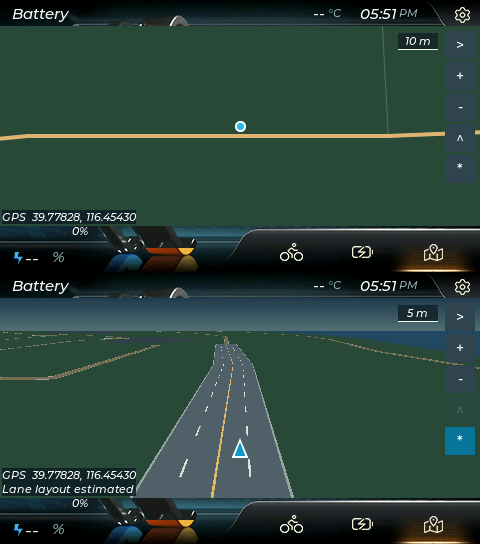 Battery -- °C 05:51 PM
10 m
>
+
-
^
*
GPS 39.77828, 116.45430
0%
-- %
Battery -- °C 05:51 PM
5 m
>
+
-
^
*
GPS 39.77828, 116.45430
Lane layout estimated
0%
-- %